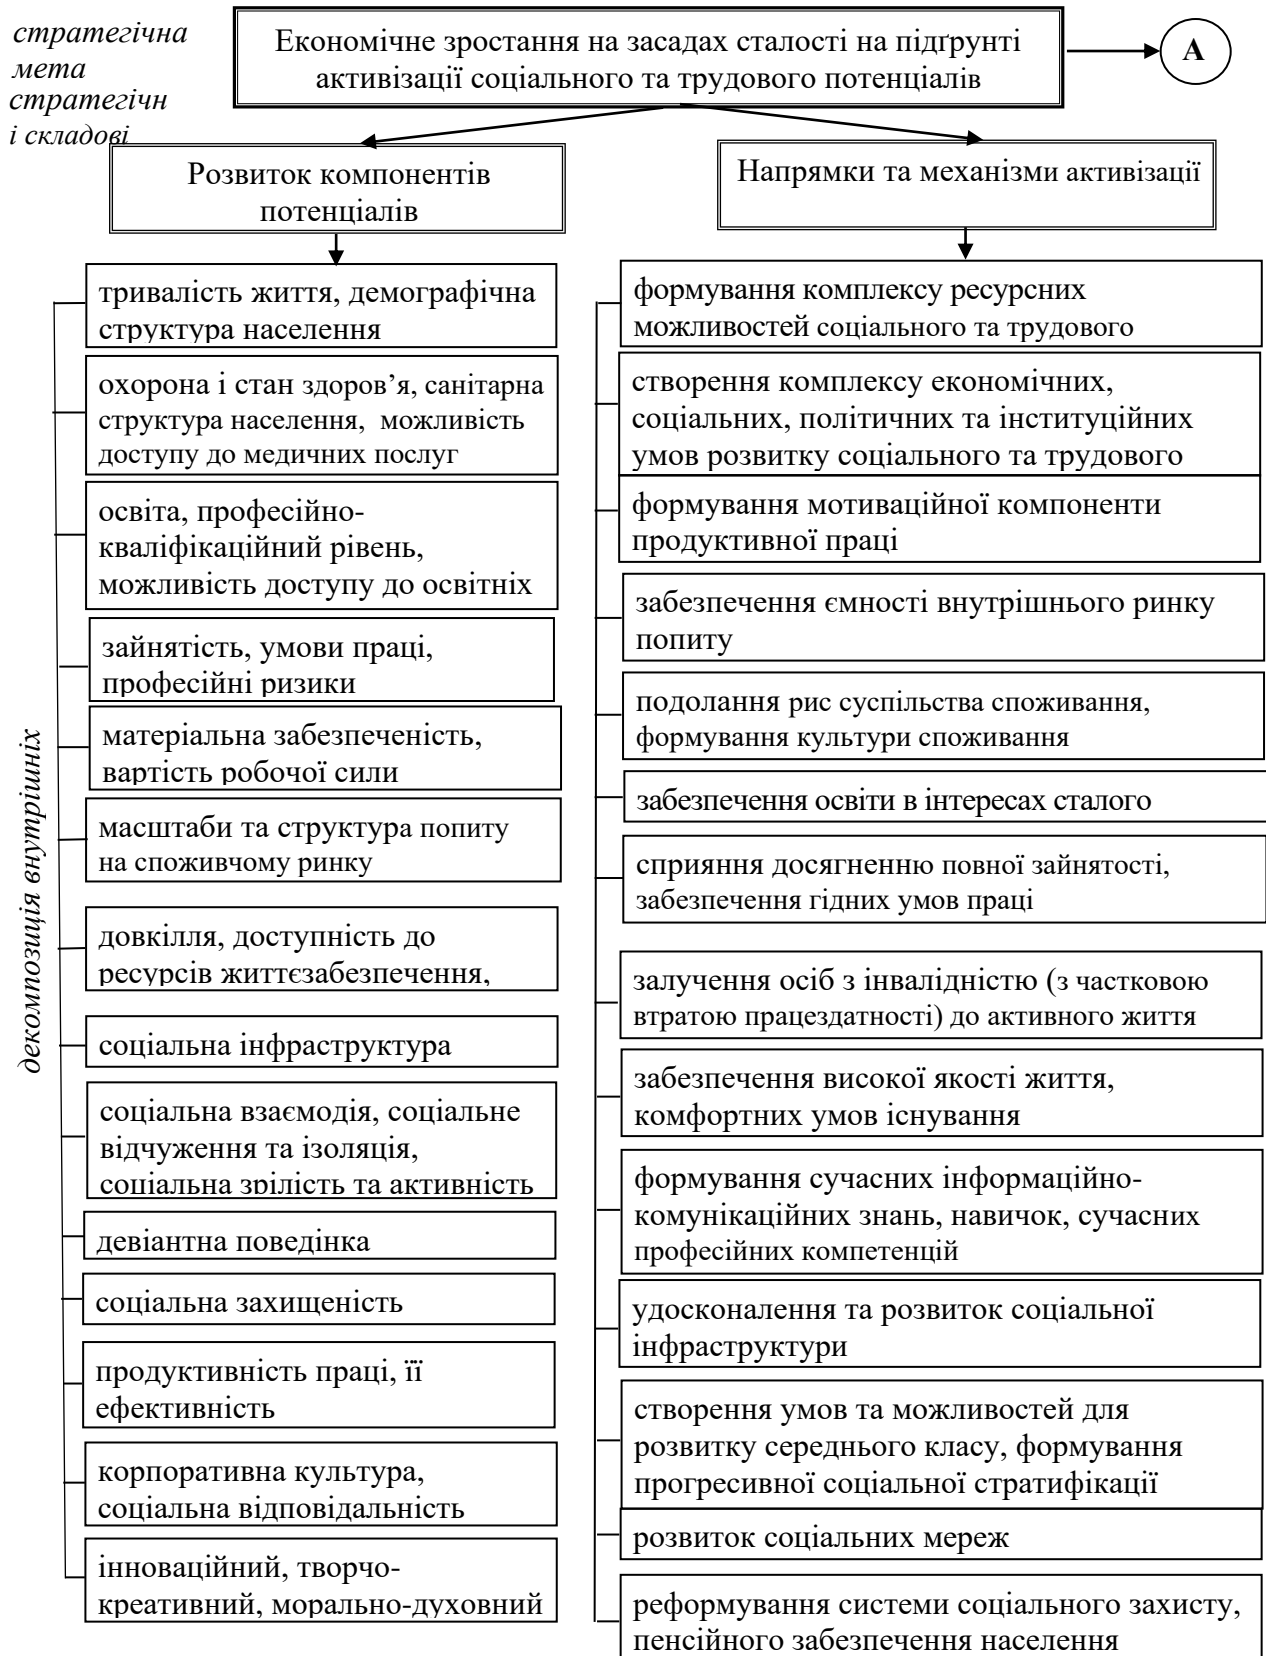 стратегічна
мета
стратегічн
і складові
Економічне зростання на засадах сталості на підґрунті
активізації соціального та трудового потенціалів
А
Розвиток компонентів
потенціалів
Напрямки та механізми активізації
декомпозиція внутрішніх
тривалість життя, демографічна
структура населення
охорона і стан здоров’я, санітарна
структура населення, можливість
доступу до медичних послуг
освіта, професійно-
кваліфікаційний рівень,
можливість доступу до освітніх
зайнятість, умови праці,
професійні ризики
матеріальна забезпеченість,
вартість робочої сили
масштаби та структура попиту
на споживчому ринку
довкілля, доступність до
ресурсів життєзабезпечення,
соціальна інфраструктура
соціальна взаємодія, соціальне
відчуження та ізоляція,
соціальна зрілість та активність
девіантна поведінка
соціальна захищеність
продуктивність праці, її
ефективність
корпоративна культура,
соціальна відповідальність
інноваційний, творчо-
креативний, морально-духовний
формування комплексу ресурсних
можливостей соціального та трудового
створення комплексу економічних,
соціальних, політичних та інституційних
умов розвитку соціального та трудового
формування мотиваційної компоненти
продуктивної праці
забезпечення ємності внутрішнього ринку
попиту
подолання рис суспільства споживання,
формування культури споживання
забезпечення освіти в інтересах сталого
сприяння досягненню повної зайнятості,
забезпечення гідних умов праці
залучення осіб з інвалідністю (з частковою
втратою працездатності) до активного життя
забезпечення високої якості життя,
комфортних умов існування
формування сучасних інформаційно-
комунікаційних знань, навичок, сучасних
професійних компетенцій
удосконалення та розвиток соціальної
інфраструктури
створення умов та можливостей для
розвитку середнього класу, формування
прогресивної соціальної стратифікації
розвиток соціальних мереж
реформування системи соціального захисту,
пенсійного забезпечення населення